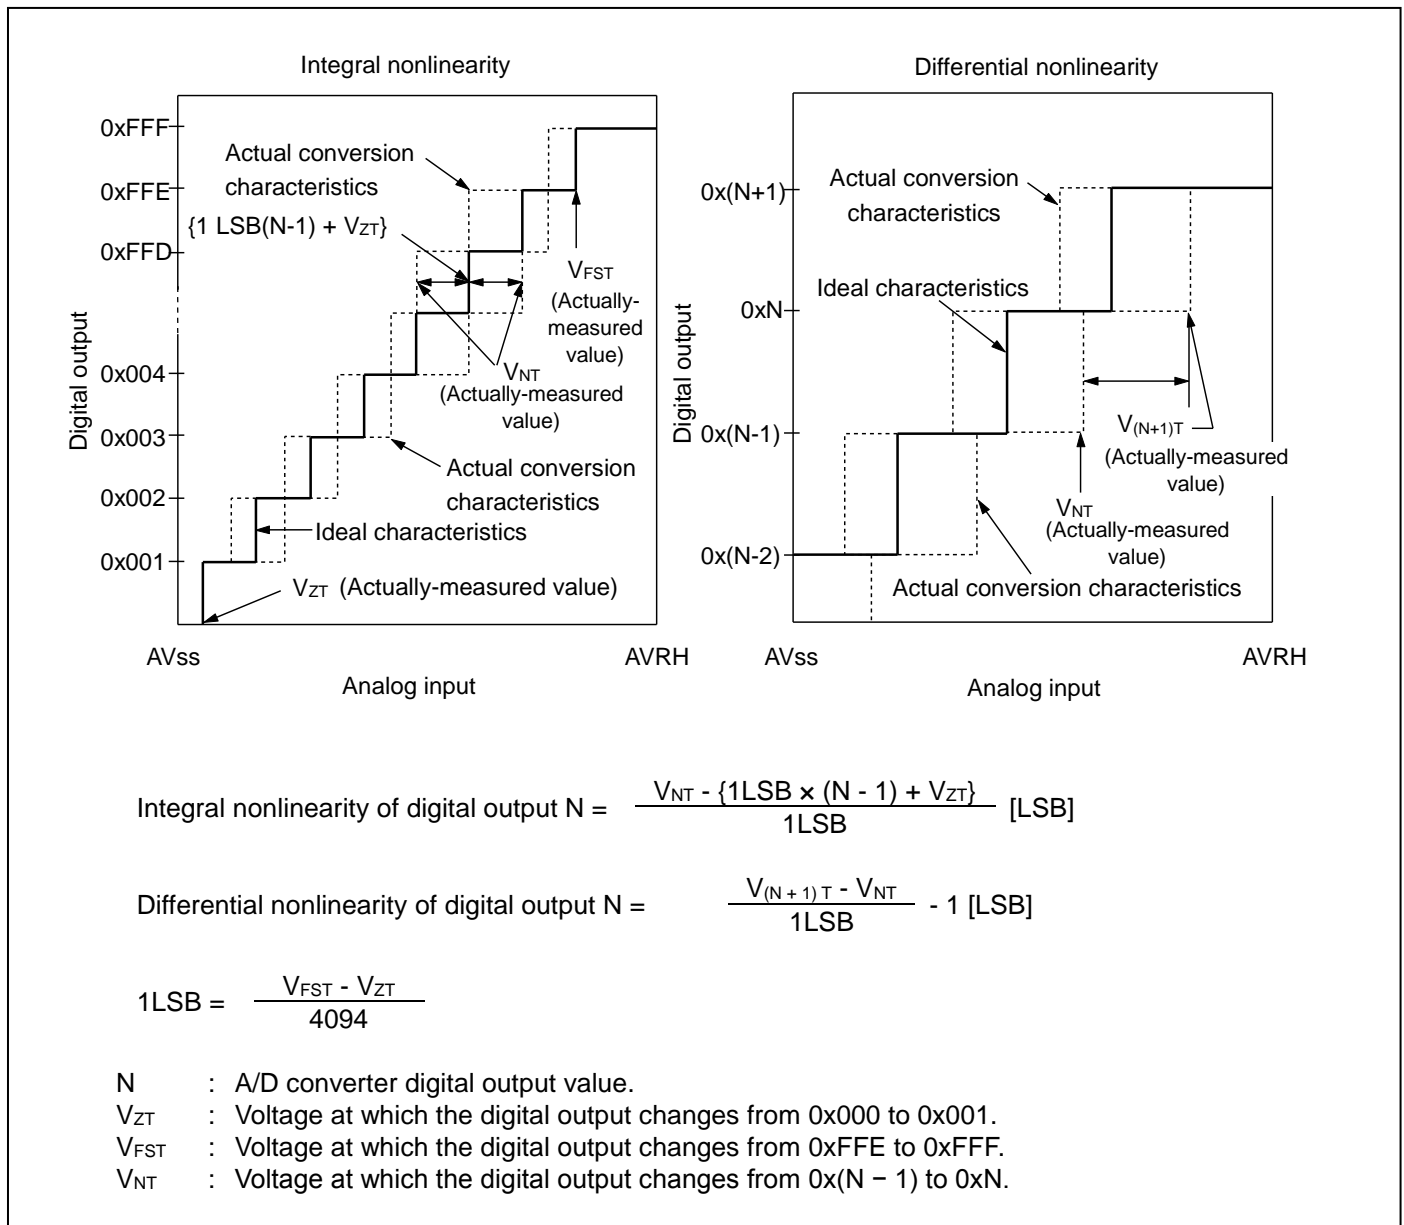 Integral nonlinearity
0xFFF
0xFFE
0xFFD
0x004
0x003
0x002
0x001
Digital output
Actual conversion
characteristics
{1 LSB(N-1) + VZT}
VFST
(Actually-
measured
value)
VNT
(Actually-measured
value)
Actual conversion
characteristics
Ideal characteristics
VZT (Actually-measured value)
AVss
AVRH
Analog input
Differential nonlinearity
0x(N+1)
0xN
0x(N-1)
0x(N-2)
Digital output
Actual conversion
characteristics
Ideal characteristics
V(N+1)T
(Actually-measured
value)
VNT
(Actually-measured
value)
Actual conversion characteristics
AVss
AVRH
Analog input
Integral nonlinearity of digital output N = VNT - {1LSB × (N - 1) + VZT} / 1LSB [LSB]
Differential nonlinearity of digital output N = V(N + 1) T - VNT / 1LSB - 1 [LSB]
1LSB = VFST - VZT / 4094
N : A/D converter digital output value.
VZT : Voltage at which the digital output changes from 0x000 to 0x001.
VFST : Voltage at which the digital output changes from 0xFFE to 0xFFF.
VNT : Voltage at which the digital output changes from 0x(N − 1) to 0xN.